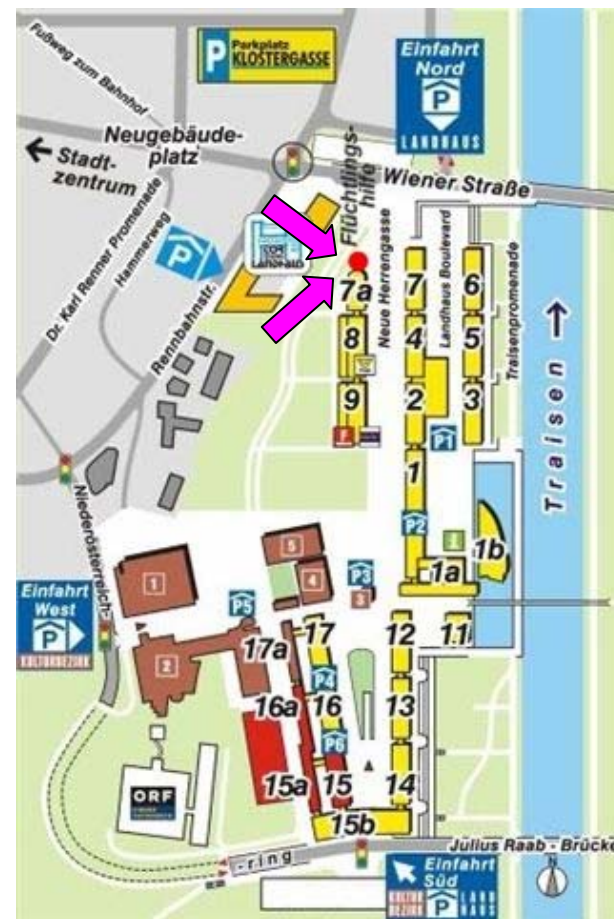 Fußweg zum Bahnhof
P
Parkplatz
KLOSTERGASSE
Einfahrt
Nord
P
LANDHAUS
Neugebäude-
platz
Stadt-
zentrum
Wiener Straße
Flüchtlings-
hilfe
Dr. Karl Renner Promenade
Hammerweg
P
Rennbahnstr.
Neue Herrengasse
Landhaus Boulevard
Traisenpromenade
7a
7
6
8
4
5
9
2
3
P1
1
P2
1a
1b
Traisen
Niederösterreich-
1
5
4
P3
3
P5
Einfahrt
West
P
KULTURBEZIRK
2
17a
17
12
11
P4
16a
16
13
P6
15a
15
14
15b
ORF
-ring
Julius Raab - Brücke
Einfahrt
Süd
P
LAND
HAUS
N